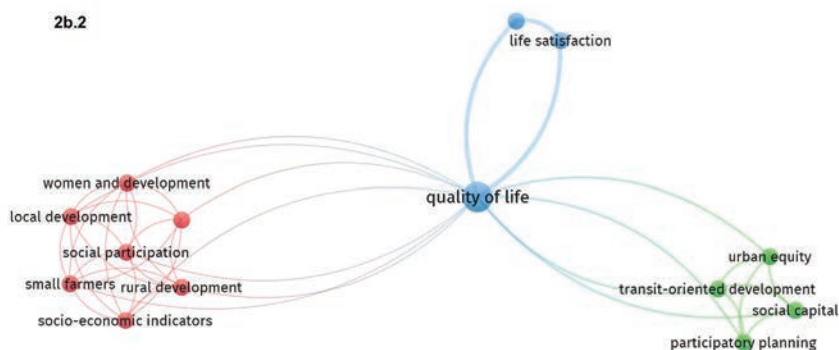 2b.2
life satisfaction
women and development
quality of life
local development
social participation
urban equity
small farmers
rural development
transit-oriented development
social capital
socio-economic indicators
participatory planning